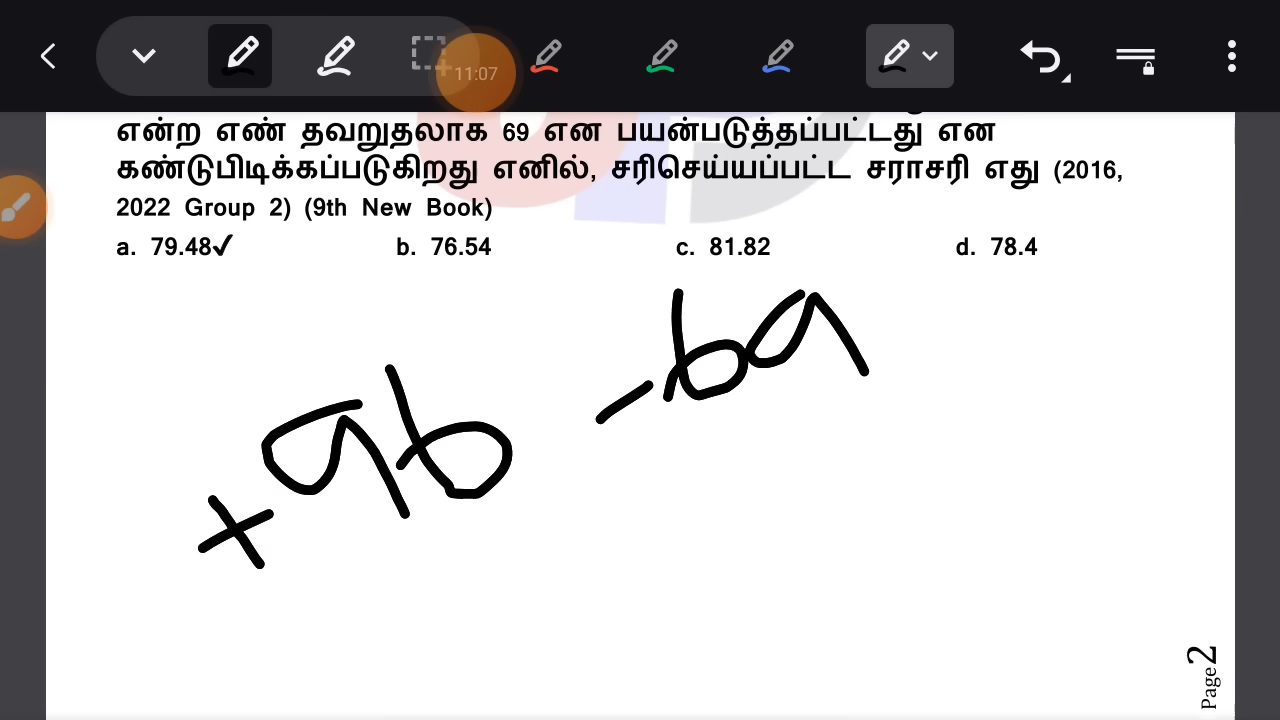 11:07
என்ற எண் தவறுதலாக 69 என பயன்படுத்தப்பட்டது என
கண்டுபிடிக்கப்படுகிறது எனில், சரிசெய்யப்பட்ட சராசரி எது (2016,
2022 Group 2) (9th New Book)
a. 79.48✓ b. 76.54 c. 81.82 d. 78.4
+96 -69
Page 2